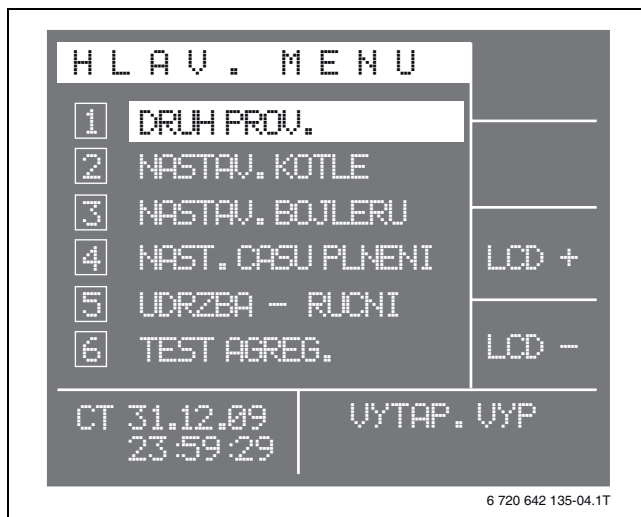 HLAV. MENU
1 DRUH PROV.
2 NASTAV. KOTLE
3 NASTAV. BOJLERU
4 NAST. CASU PLNENI
LCD +
5 UDRZBA - RUCNI
6 TEST AGREG.
LCD -
CT 31.12.09
23:59:29
VYTAP. VYP
6 720 642 135-04.1T